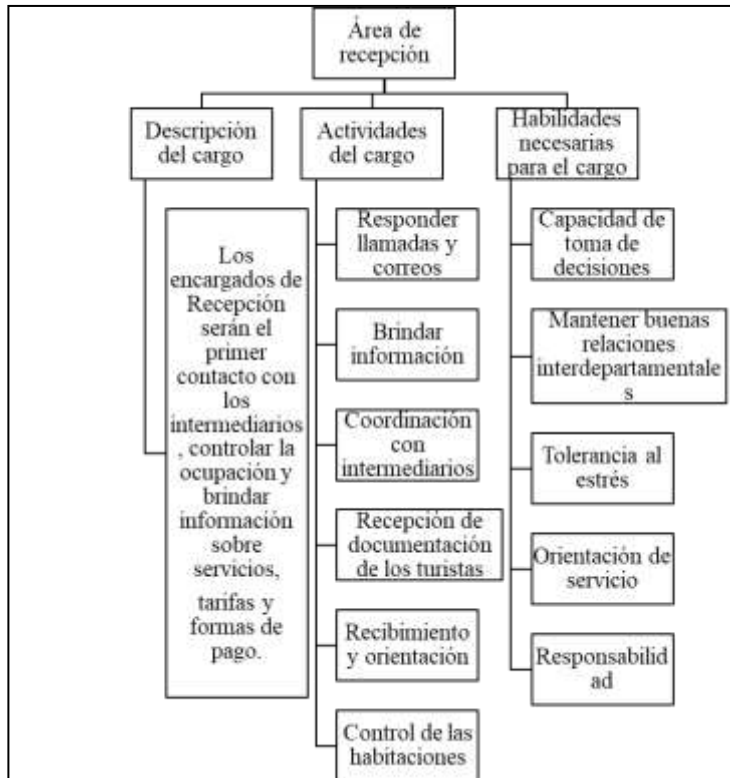 Área de
recepción
Descripción
del cargo
Los
encargados de
Recepción
serán el
primer
contacto con
los
intermediarios
, controlar la
ocupación y
brindar
información
sobre
servicios,
tarifas y
formas de
pago.
Actividades
del cargo
Responder
llamadas y
correos
Brindar
información
Coordinación
con
intermediarios
Recepción de
documentación
de los turistas
Recibimiento
y orientación
Control de las
habitaciones
Habilidades
necesarias
para el cargo
Capacidad de
toma de
decisiones
Mantener buenas
relaciones
interdepartamentale
s
Tolerancia al
estrés
Orientación de
servicio
Responsabilid
ad